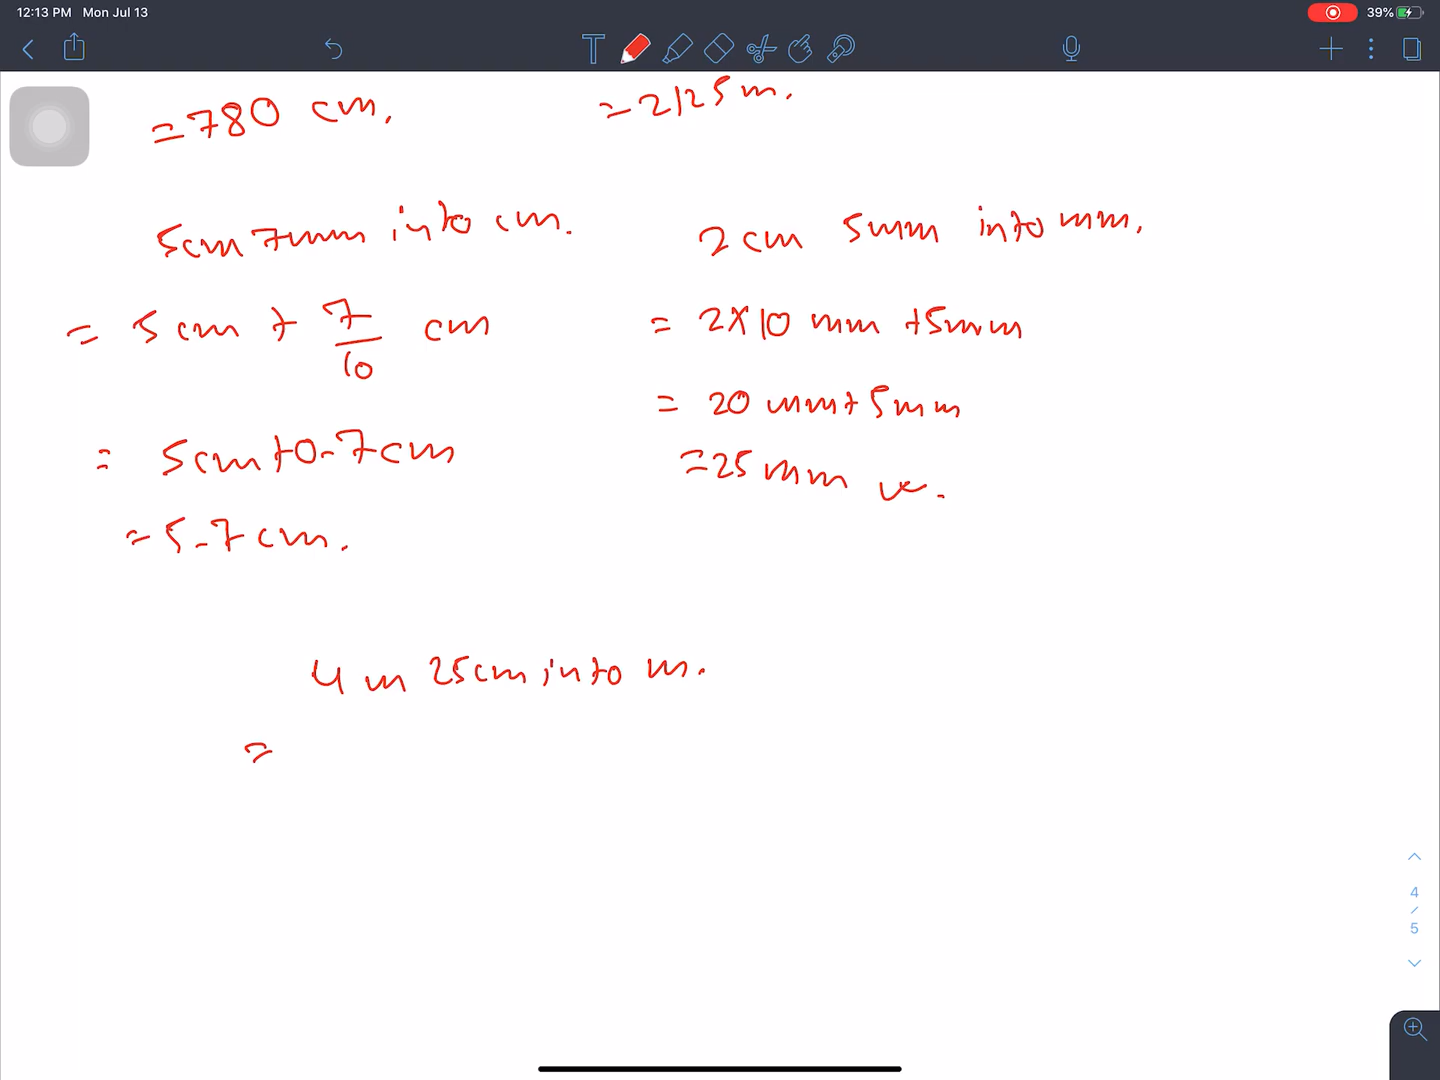 12:13 PM Mon Jul 13
39%
=780 cm.
=2125 m.
5cm 7mm into cm.
= 5 cm + 7/10 cm
= 5cm+0.7cm
=5.7cm.
2 cm 5mm into mm.
= 2×10 mm +5mm
= 20 mm+5mm
=25 mm
4 m 25cm into m.
=
4
/
5